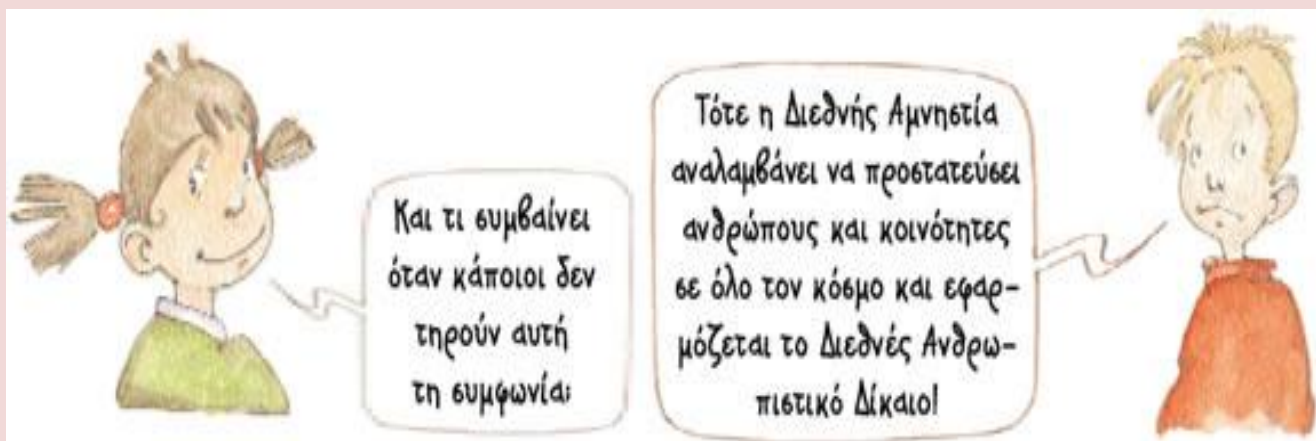 Και τι συμβαίνει
όταν κάποιοι δεν
τηρούν αυτή
τη συμφωνία;
Τότε η Διεθνής Αμνηστία
αναλαμβάνει να προστατεύσει
ανθρώπους και κοινότητες
σε όλο τον κόσμο και εφαρ-
μόζεται το Διεθνές Ανθρω-
πιστικό Δίκαιο!